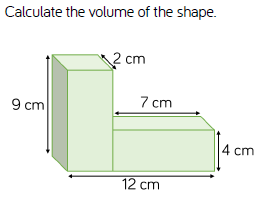 Calculate the volume of the shape.
2 cm
9 cm
7 cm
4 cm
12 cm